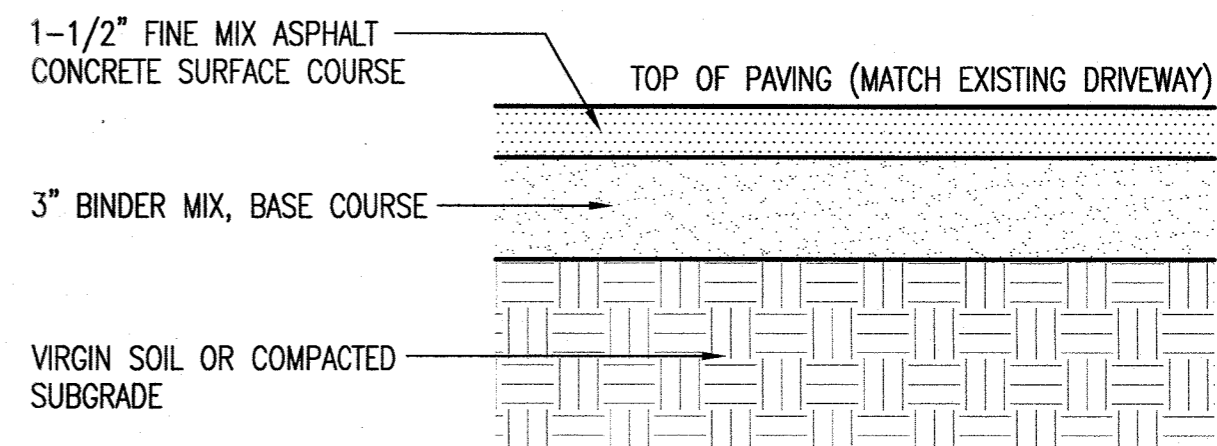 1-1/2" FINE MIX ASPHALT
CONCRETE SURFACE COURSE
TOP OF PAVING (MATCH EXISTING DRIVEWAY)
3" BINDER MIX, BASE COURSE
VIRGIN SOIL OR COMPACTED
SUBGRADE